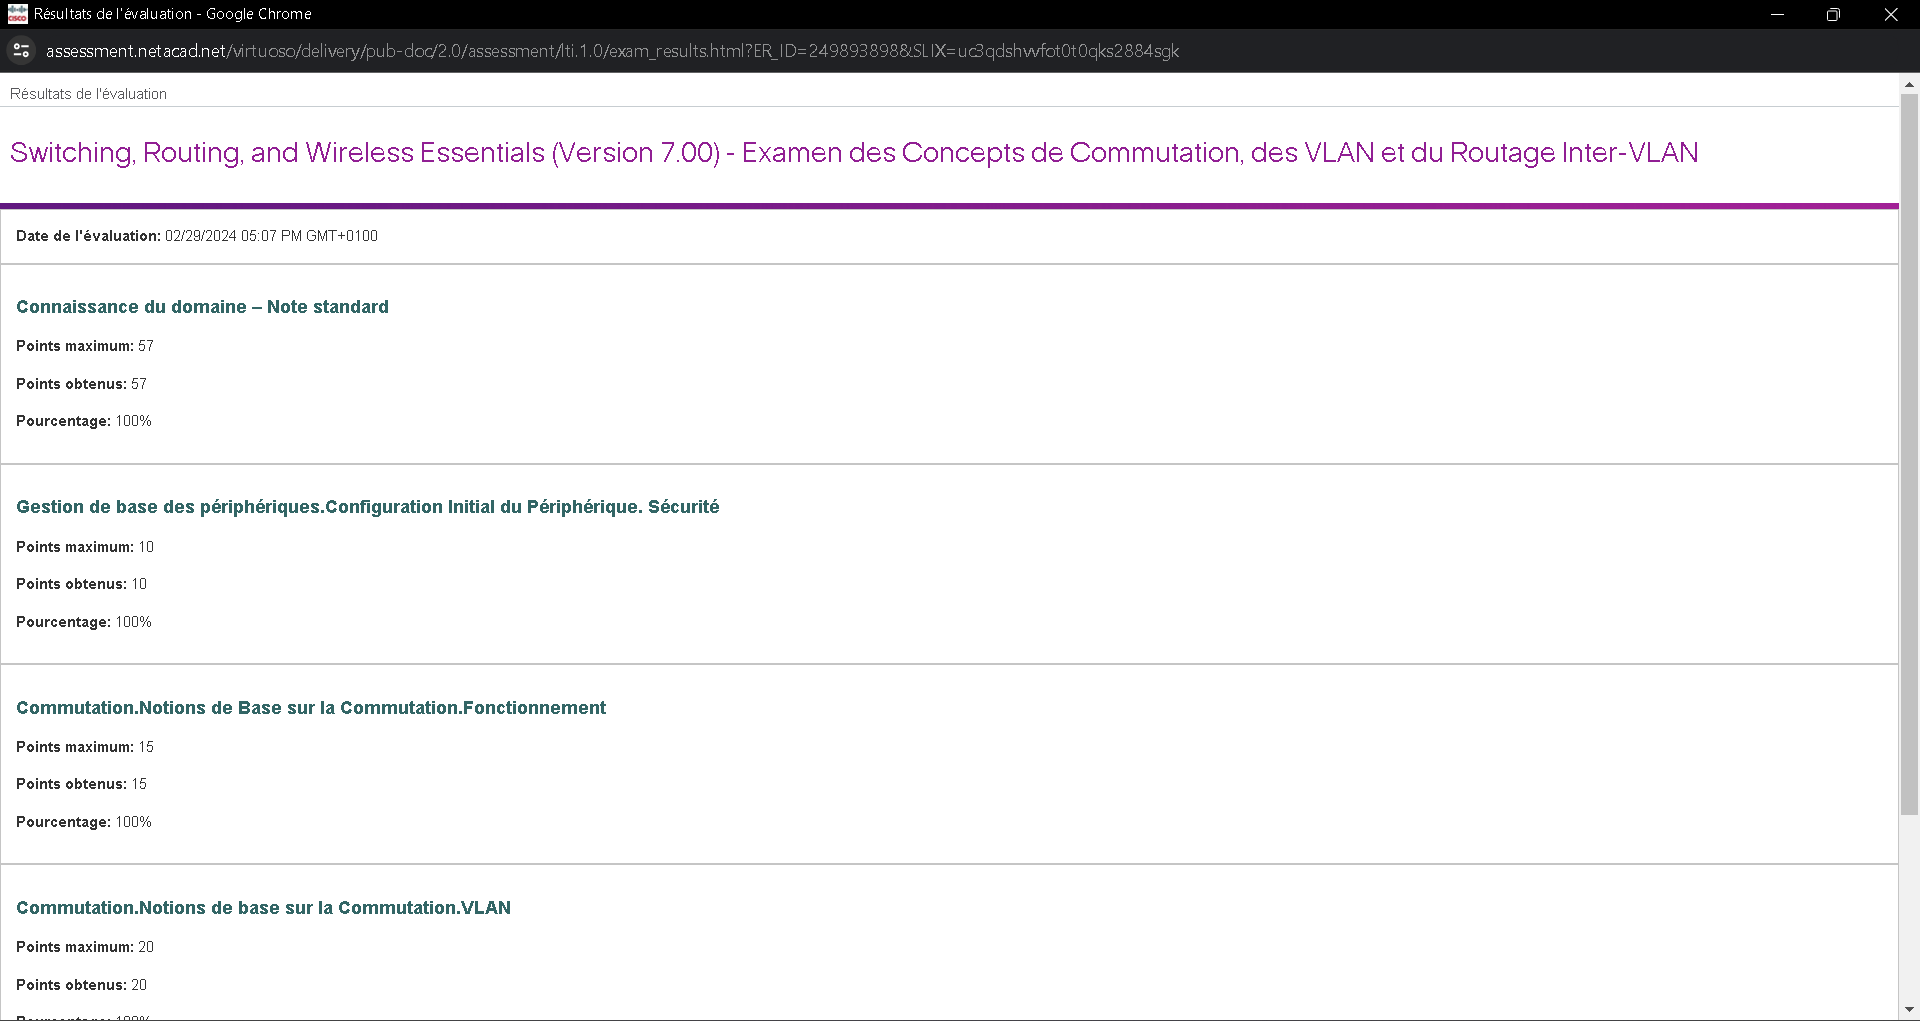 Résultats de l'évaluation - Google Chrome
assessment.netacad.net/virtuoso/delivery/pub-doc/2.0/assessment/lti.1.0/exam_results.html?ER_ID=249893898&SLIX=uc3qdshvvfot0t0qks2884sgk
Résultats de l'évaluation
Switching, Routing, and Wireless Essentials (Version 7.00) - Examen des Concepts de Commutation, des VLAN et du Routage Inter-VLAN
Date de l'évaluation: 02/29/2024 05:07 PM GMT+0100
Connaissance du domaine – Note standard
Points maximum: 57
Points obtenus: 57
Pourcentage: 100%
Gestion de base des périphériques.Configuration Initial du Périphérique. Sécurité
Points maximum: 10
Points obtenus: 10
Pourcentage: 100%
Commutation.Notions de Base sur la Commutation.Fonctionnement
Points maximum: 15
Points obtenus: 15
Pourcentage: 100%
Commutation.Notions de base sur la Commutation.VLAN
Points maximum: 20
Points obtenus: 20
Pourcentage: 100%